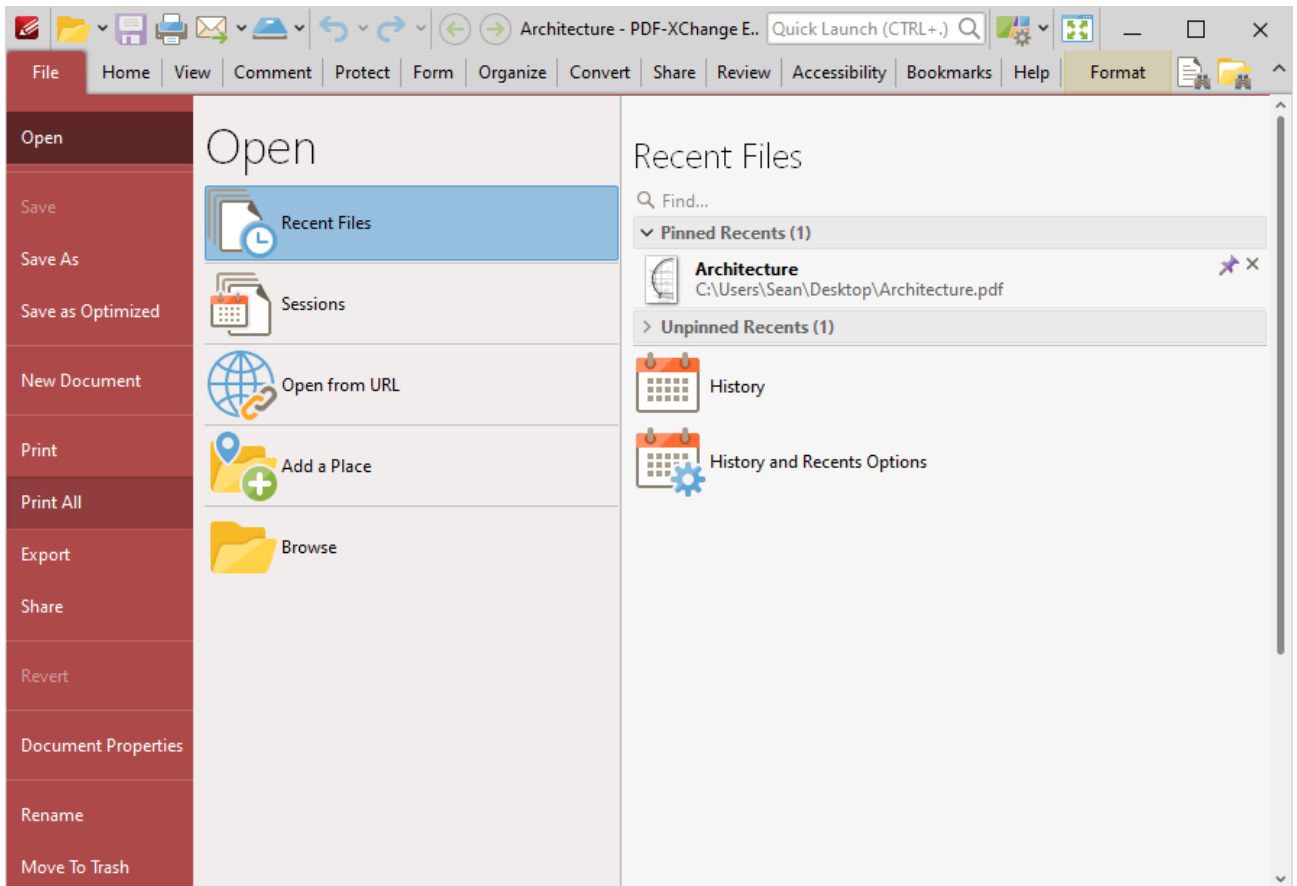 Architecture - PDF-XChange E.. Quick Launch (CTRL+.)
File Home View Comment Protect Form Organize Convert Share Review Accessibility Bookmarks Help Format
Open
Save
Save As
Save as Optimized
New Document
Print
Print All
Export
Share
Revert
Document Properties
Rename
Move To Trash
Open
Recent Files
Sessions
Open from URL
Add a Place
Browse
Recent Files
Find...
Pinned Recents (1)
Architecture
C:\Users\Sean\Desktop\Architecture.pdf
Unpinned Recents (1)
History
History and Recents Options